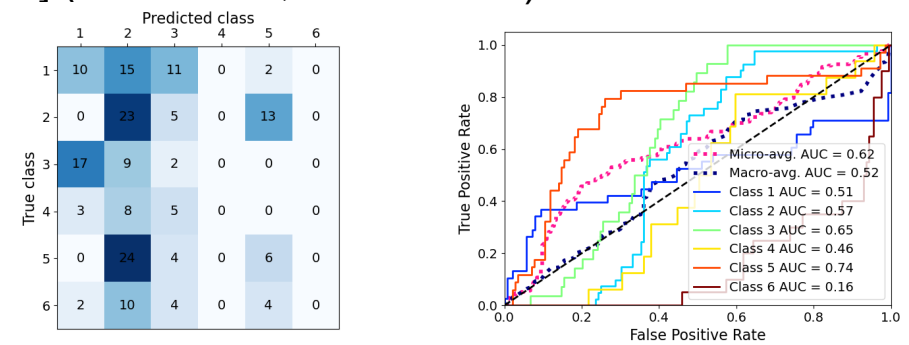 Predicted class
1 2 3 4 5 6
True class
1 10 15 11 0 2 0
2 0 23 5 0 13 0
3 17 9 2 0 0 0
4 3 8 5 0 0 0
5 0 24 4 0 6 0
6 2 10 4 0 4 0
True Positive Rate
1.0
0.8
0.6
0.4
0.2
0.0
Micro-avg. AUC = 0.62
Macro-avg. AUC = 0.52
Class 1 AUC = 0.51
Class 2 AUC = 0.57
Class 3 AUC = 0.65
Class 4 AUC = 0.46
Class 5 AUC = 0.74
Class 6 AUC = 0.16
0.0 0.2 0.4 0.6 0.8 1.0
False Positive Rate